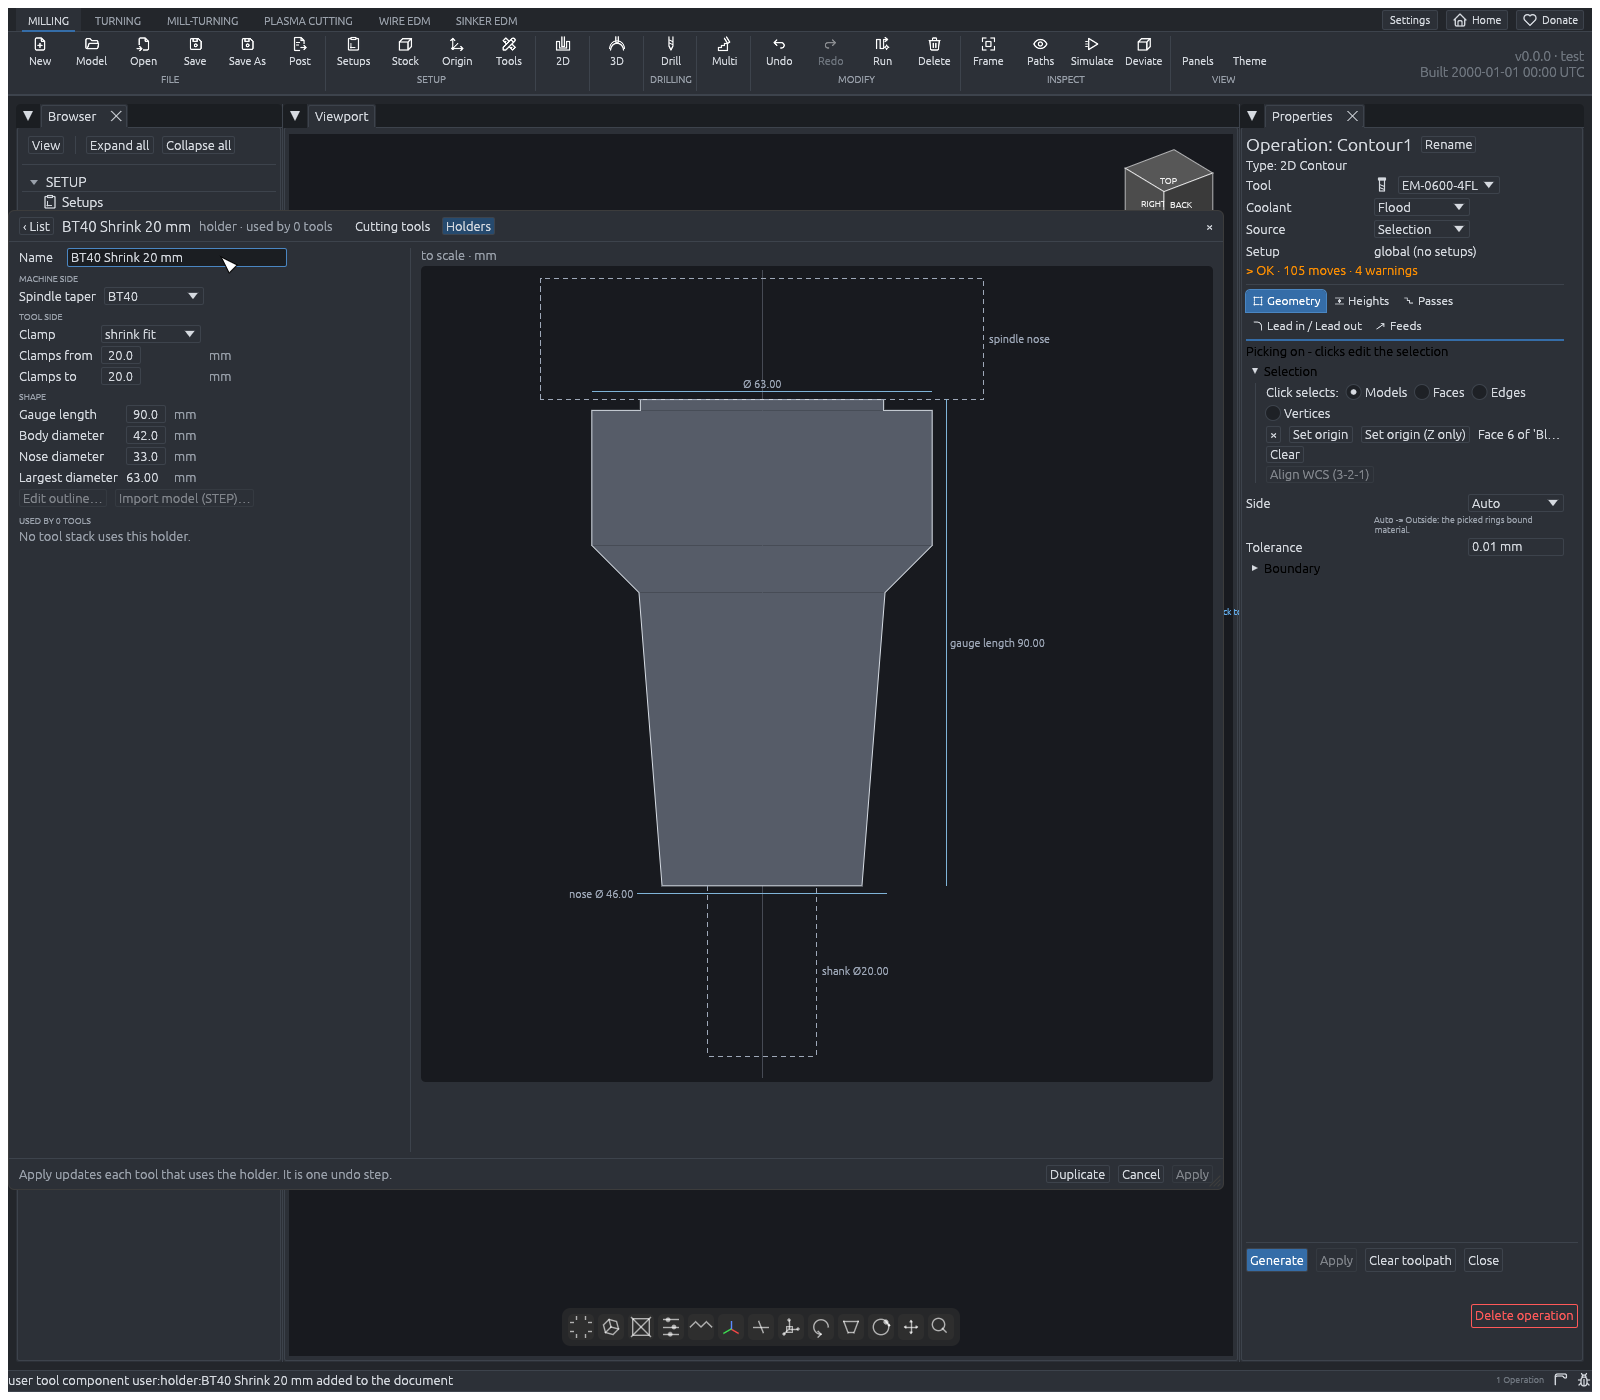 MILLING TURNING MILL-TURNING PLASMA CUTTING WIRE EDM SINKER EDM Settings Home Donate
New Model Open Save Save As Post Setups Stock Origin Tools 2D 3D Drill Multi Undo Redo Run Delete Frame Paths Simulate Deviate Panels Theme
FILE SETUP DRILLING MODIFY INSPECT VIEW
v0.0.0 · test
Built 2000-01-01 00:00 UTC
Browser
View Expand all Collapse all
SETUP
Setups
Viewport
TOP
RIGHT BACK
‹ List BT40 Shrink 20 mm holder · used by 0 tools Cutting tools Holders ×
Name BT40 Shrink 20 mm
MACHINE SIDE
Spindle taper BT40
TOOL SIDE
Clamp shrink fit
Clamps from 20.0 mm
Clamps to 20.0 mm
SHAPE
Gauge length 90.0 mm
Body diameter 42.0 mm
Nose diameter 33.0 mm
Largest diameter 63.00 mm
Edit outline... Import model (STEP)...
USED BY 0 TOOLS
No tool stack uses this holder.
to scale · mm
spindle nose
Ø 63.00
gauge length 90.00
nose Ø 46.00
shank Ø20.00
Apply updates each tool that uses the holder. It is one undo step.
Duplicate Cancel Apply
Properties
Operation: Contour1 Rename
Type: 2D Contour
Tool EM-0600-4FL
Coolant Flood
Source Selection
Setup global (no setups)
> OK · 105 moves · 4 warnings
Geometry Heights Passes
Lead in / Lead out Feeds
Picking on - clicks edit the selection
Selection
Click selects: Models Faces Edges
Vertices
× Set origin Set origin (Z only) Face 6 of 'Bl...
Clear
Align WCS (3-2-1)
Side Auto
Auto -> Outside: the picked rings bound
material.
Tolerance 0.01 mm
Boundary
ck to
Generate Apply Clear toolpath Close
Delete operation
user tool component user:holder:BT40 Shrink 20 mm added to the document
1 Operation